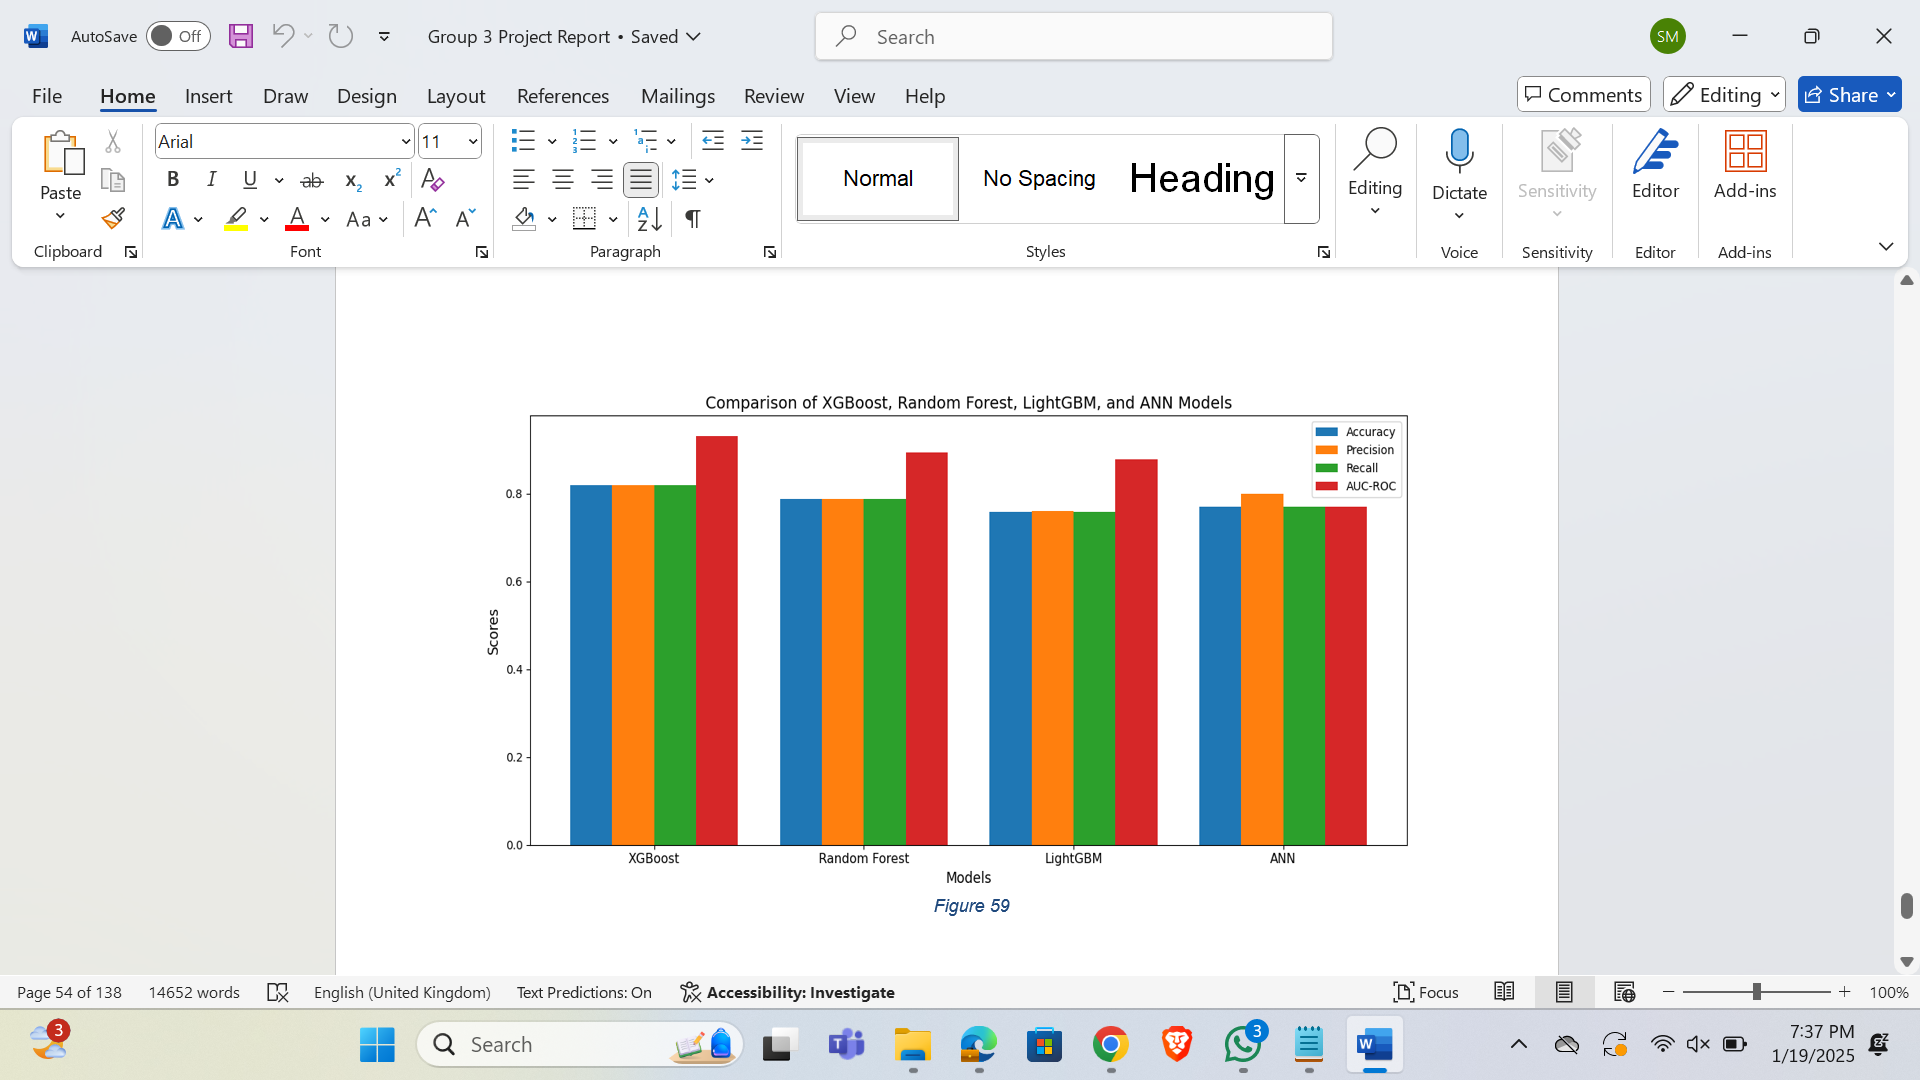 AutoSave Off Group 3 Project Report • Saved Search SM
File Home Insert Draw Design Layout References Mailings Review View Help Comments Editing Share
Paste
Clipboard
Arial 11
B I U ab x2 x2 A
A A Aa A A
Font
Paragraph
Normal No Spacing Heading
Styles
Editing
Dictate
Voice
Sensitivity
Sensitivity
Editor
Editor
Add-ins
Add-ins
Comparison of XGBoost, Random Forest, LightGBM, and ANN Models
Accuracy
Precision
Recall
AUC-ROC
0.8
0.6
Scores
0.4
0.2
0.0
XGBoost Random Forest LightGBM ANN
Models
Figure 59
Page 54 of 138 14652 words English (United Kingdom) Text Predictions: On Accessibility: Investigate Focus 100%
3 Search 3 7:37 PM
1/19/2025